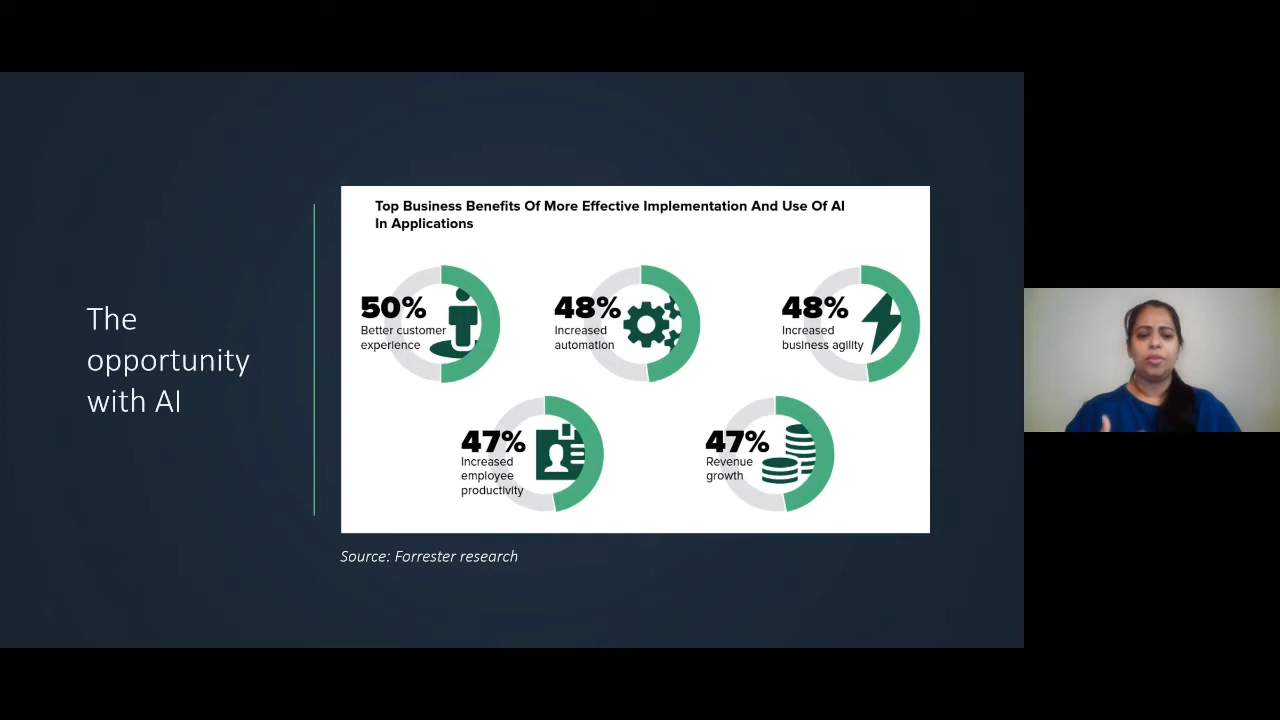 The
opportunity
with AI
Top Business Benefits Of More Effective Implementation And Use Of AI
In Applications
50%
Better customer
experience
48%
Increased
automation
48%
Increased
business agility
47%
Increased
employee
productivity
47%
Revenue
growth
Source: Forrester research